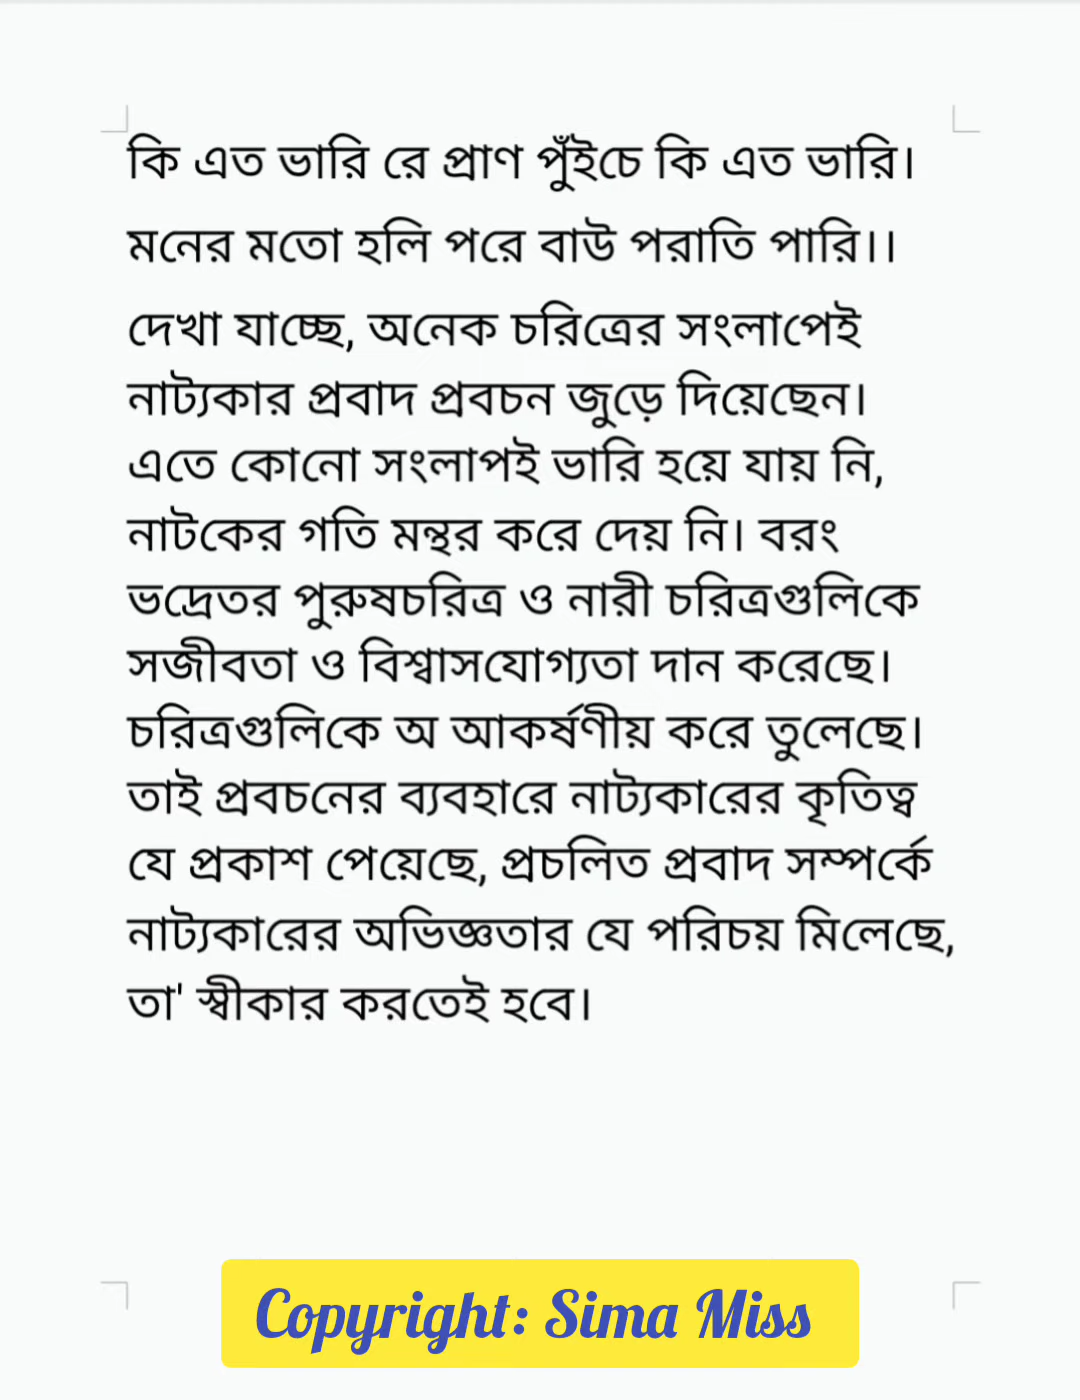 কি এত ভারি রে প্রাণ পুঁইচে কি এত ভারি।
মনের মতো হলি পরে বাউ পরাতি পারি।।
দেখা যাচ্ছে, অনেক চরিত্রের সংলাপেই
নাট্যকার প্রবাদ প্রবচন জুড়ে দিয়েছেন।
এতে কোনো সংলাপই ভারি হয়ে যায় নি,
নাটকের গতি মন্থর করে দেয় নি। বরং
ভদ্রেতর পুরুষচরিত্র ও নারী চরিত্রগুলিকে
সজীবতা ও বিশ্বাসযোগ্যতা দান করেছে।
চরিত্রগুলিকে অ আকর্ষণীয় করে তুলেছে।
তাই প্রবচনের ব্যবহারে নাট্যকারের কৃতিত্ব
যে প্রকাশ পেয়েছে, প্রচলিত প্রবাদ সম্পর্কে
নাট্যকারের অভিজ্ঞতার যে পরিচয় মিলেছে,
তা' স্বীকার করতেই হবে।
Copyright: Sima Miss